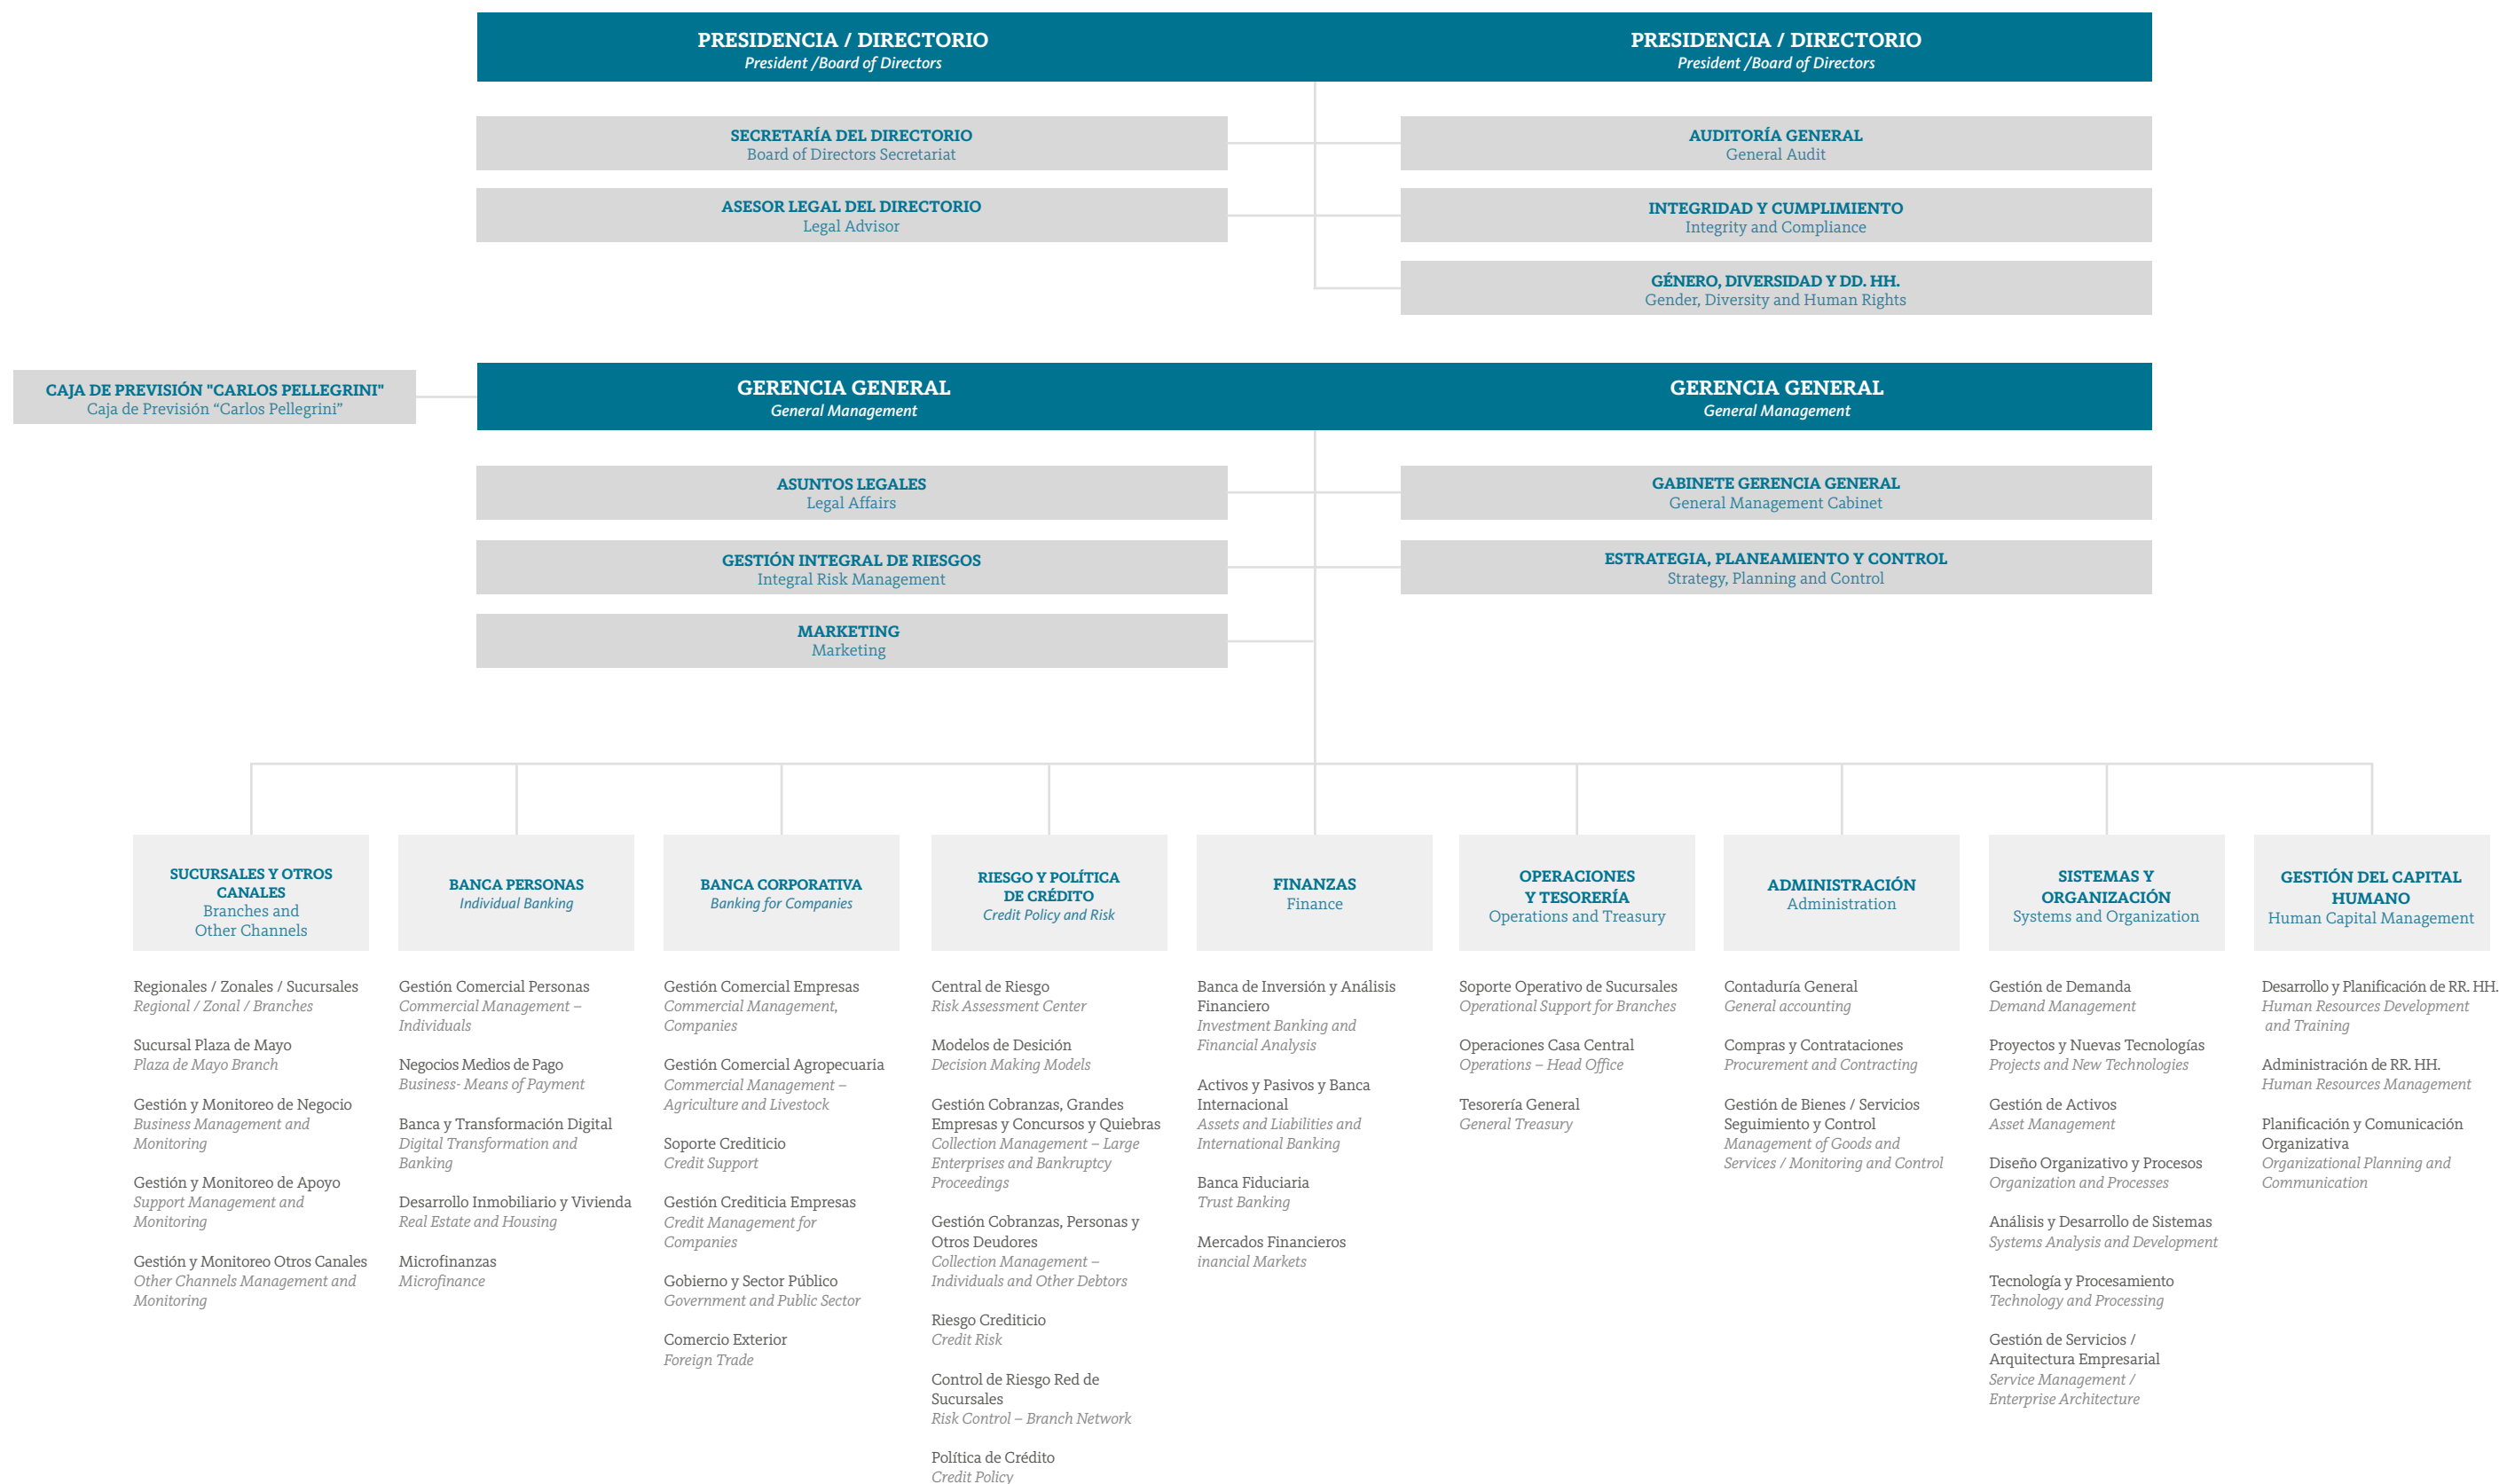 PRESIDENCIA / DIRECTORIO
President /Board of Directors
PRESIDENCIA / DIRECTORIO
President /Board of Directors
SECRETARÍA DEL DIRECTORIO
Board of Directors Secretariat
AUDITORÍA GENERAL
General Audit
ASESOR LEGAL DEL DIRECTORIO
Legal Advisor
INTEGRIDAD Y CUMPLIMIENTO
Integrity and Compliance
GÉNERO, DIVERSIDAD Y DD. HH.
Gender, Diversity and Human Rights
CAJA DE PREVISIÓN "CARLOS PELLEGRINI"
Caja de Previsión “Carlos Pellegrini”
GERENCIA GENERAL
General Management
GERENCIA GENERAL
General Management
ASUNTOS LEGALES
Legal Affairs
GABINETE GERENCIA GENERAL
General Management Cabinet
GESTIÓN INTEGRAL DE RIESGOS
Integral Risk Management
ESTRATEGIA, PLANEAMIENTO Y CONTROL
Strategy, Planning and Control
MARKETING
Marketing
SUCURSALES Y OTROS
CANALES
Branches and
Other Channels
Regionales / Zonales / Sucursales
Regional / Zonal / Branches
Sucursal Plaza de Mayo
Plaza de Mayo Branch
Gestión y Monitoreo de Negocio
Business Management and
Monitoring
Gestión y Monitoreo de Apoyo
Support Management and
Monitoring
Gestión y Monitoreo Otros Canales
Other Channels Management and
Monitoring
BANCA PERSONAS
Individual Banking
Gestión Comercial Personas
Commercial Management –
Individuals
Negocios Medios de Pago
Business- Means of Payment
Banca y Transformación Digital
Digital Transformation and
Banking
Desarrollo Inmobiliario y Vivienda
Real Estate and Housing
Microfinanzas
Microfinance
BANCA CORPORATIVA
Banking for Companies
Gestión Comercial Empresas
Commercial Management,
Companies
Gestión Comercial Agropecuaria
Commercial Management –
Agriculture and Livestock
Soporte Crediticio
Credit Support
Gestión Crediticia Empresas
Credit Management for
Companies
Gobierno y Sector Público
Government and Public Sector
Comercio Exterior
Foreign Trade
RIESGO Y POLÍTICA
DE CRÉDITO
Credit Policy and Risk
Central de Riesgo
Risk Assessment Center
Modelos de Desición
Decision Making Models
Gestión Cobranzas, Grandes
Empresas y Concursos y Quiebras
Collection Management – Large
Enterprises and Bankruptcy
Proceedings
Gestión Cobranzas, Personas y
Otros Deudores
Collection Management –
Individuals and Other Debtors
Riesgo Crediticio
Credit Risk
Control de Riesgo Red de
Sucursales
Risk Control – Branch Network
Política de Crédito
Credit Policy
FINANZAS
Finance
Banca de Inversión y Análisis
Financiero
Investment Banking and
Financial Analysis
Activos y Pasivos y Banca
Internacional
Assets and Liabilities and
International Banking
Banca Fiduciaria
Trust Banking
Mercados Financieros
inancial Markets
OPERACIONES
Y TESORERÍA
Operations and Treasury
Soporte Operativo de Sucursales
Operational Support for Branches
Operaciones Casa Central
Operations – Head Office
Tesorería General
General Treasury
ADMINISTRACIÓN
Administration
Contaduría General
General accounting
Compras y Contrataciones
Procurement and Contracting
Gestión de Bienes / Servicios
Seguimiento y Control
Management of Goods and
Services / Monitoring and Control
SISTEMAS Y
ORGANIZACIÓN
Systems and Organization
Gestión de Demanda
Demand Management
Proyectos y Nuevas Tecnologías
Projects and New Technologies
Gestión de Activos
Asset Management
Diseño Organizativo y Procesos
Organization and Processes
Análisis y Desarrollo de Sistemas
Systems Analysis and Development
Tecnología y Procesamiento
Technology and Processing
Gestión de Servicios /
Arquitectura Empresarial
Service Management /
Enterprise Architecture
GESTIÓN DEL CAPITAL
HUMANO
Human Capital Management
Desarrollo y Planificación de RR. HH.
Human Resources Development
and Training
Administración de RR. HH.
Human Resources Management
Planificación y Comunicación
Organizativa
Organizational Planning and
Communication